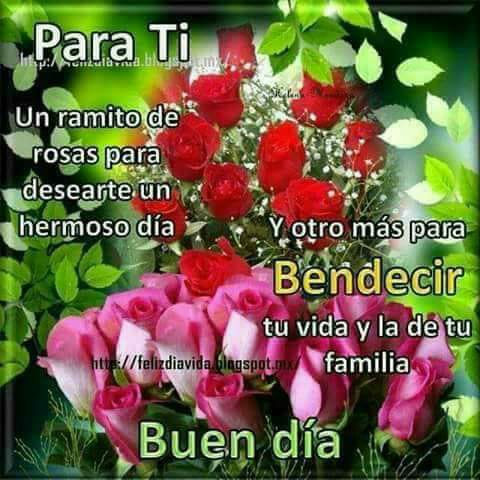 Para Ti
Un ramito de
rosas para
desearte un
hermoso día
Y otro más para
Bendecir
tu vida y la de tu
familia
http://felizdiavida.blogspot.mx/
Buen día